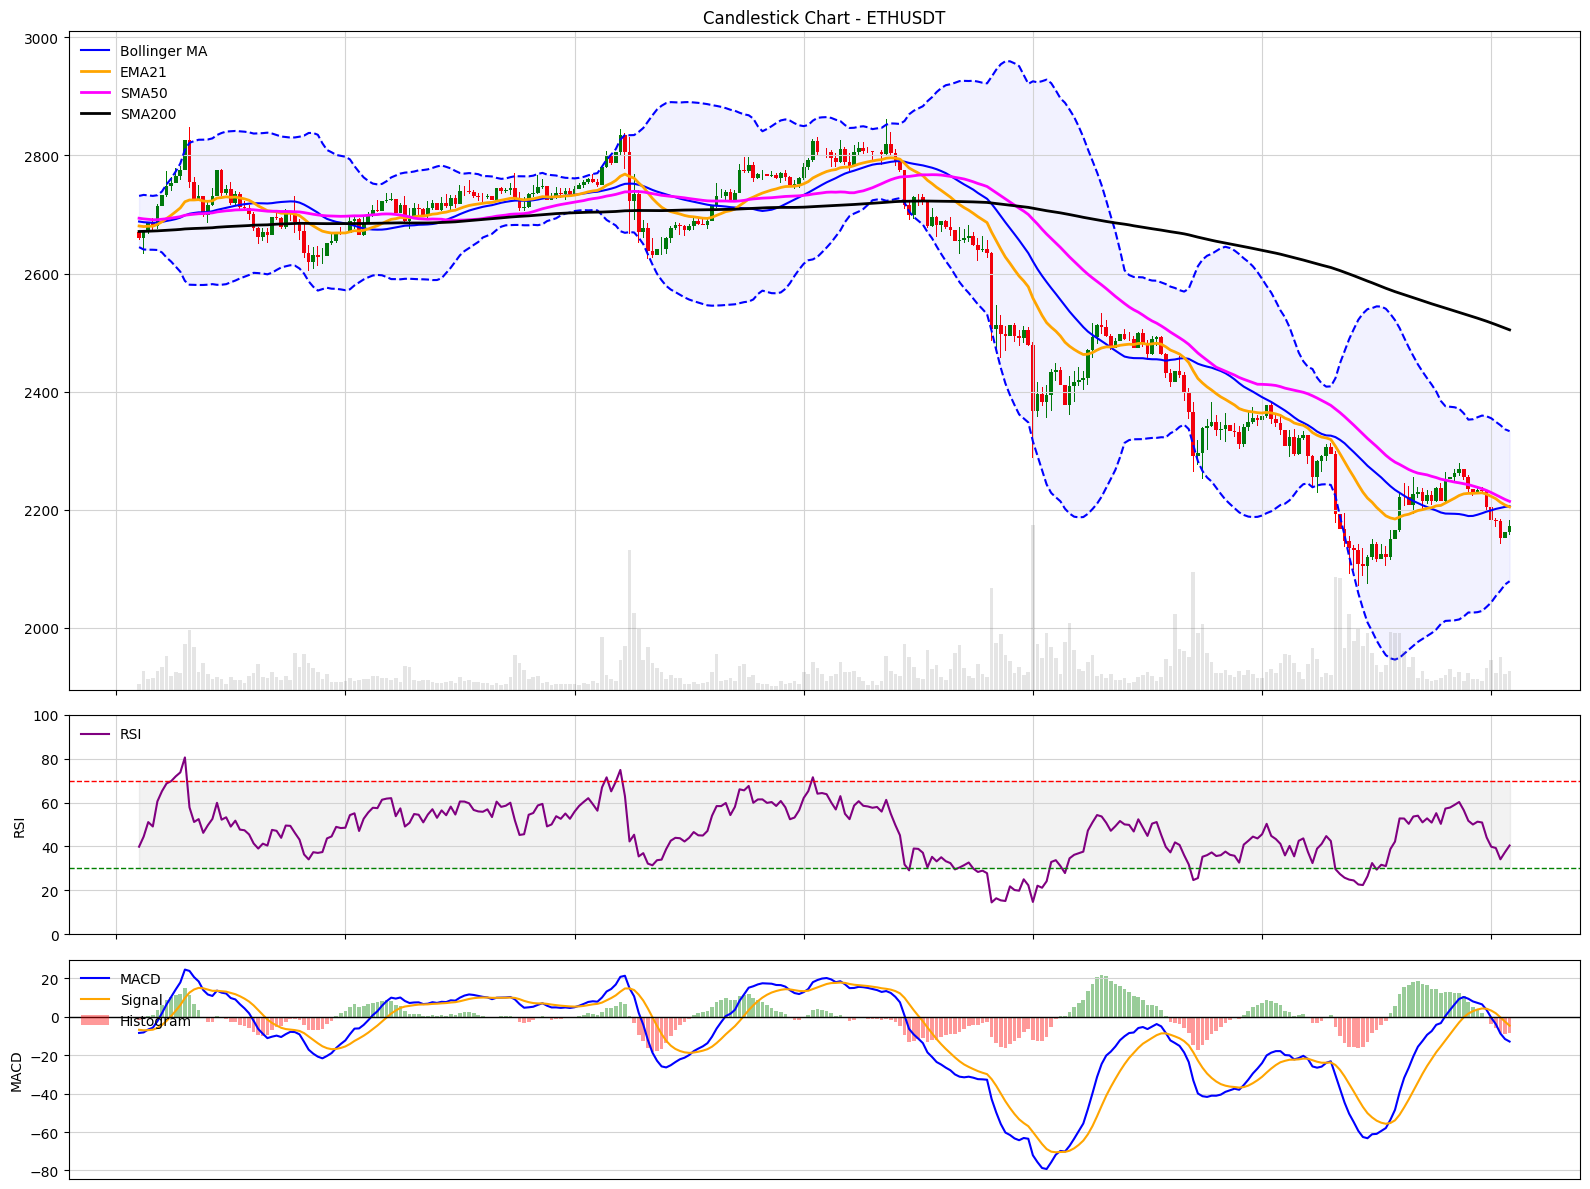 Candlestick Chart - ETHUSDT
3000
2800
2600
2400
2200
2000
Bollinger MA
EMA21
SMA50
SMA200
100
80
60
40
20
0
RSI
RSI
20
0
−20
−40
−60
−80
MACD
MACD
Signal
Histogram